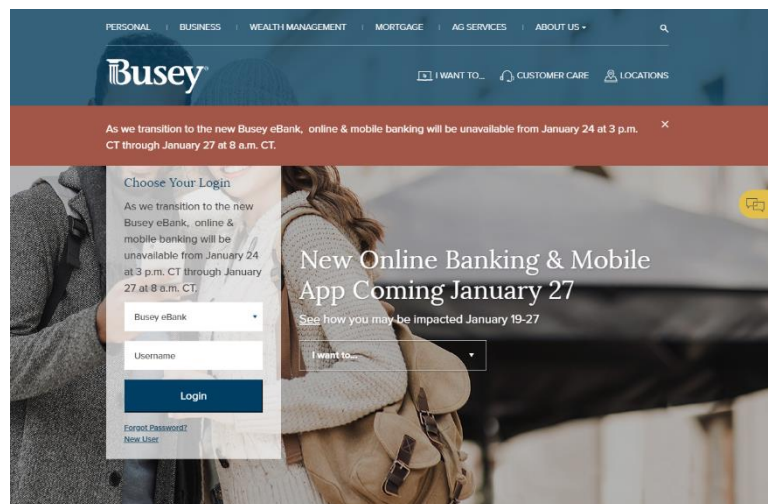 PERSONAL BUSINESS WEALTH MANAGEMENT MORTGAGE AG SERVICES ABOUT US
Busey
I WANT TO... CUSTOMER CARE LOCATIONS
As we transition to the new Busey eBank, online & mobile banking will be unavailable from January 24 at 3 p.m.
CT through January 27 at 8 a.m. CT.
Choose Your Login
As we transition to the new
Busey eBank, online &
mobile banking will be
unavailable from January 24
at 3 p.m. CT through January
27 at 8 a.m. CT.
Busey eBank
Username
Login
Forgot Password?
New User
New Online Banking & Mobile
App Coming January 27
See how you may be impacted January 19-27
I want to...